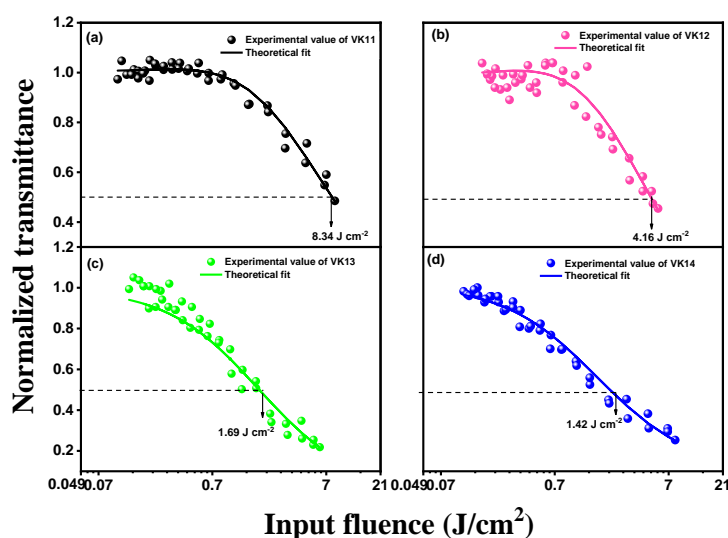 Normalized transmittance
1.2
1.0
0.8
0.6
0.4
(a)
Experimental value of VK11
Theoretical fit
8.34 J cm-2
(b)
Experimental value of VK12
Theoretical fit
4.16 J cm-2
1.2
1.0
0.8
0.6
0.4
0.2
(c)
Experimental value of VK13
Theoretical fit
1.69 J cm-2
(d)
Experimental value of VK14
Theoretical fit
1.42 J cm-2
0.049 0.07 0.7 7 21
0.049 0.07 0.7 7 21
Input fluence (J/cm2)